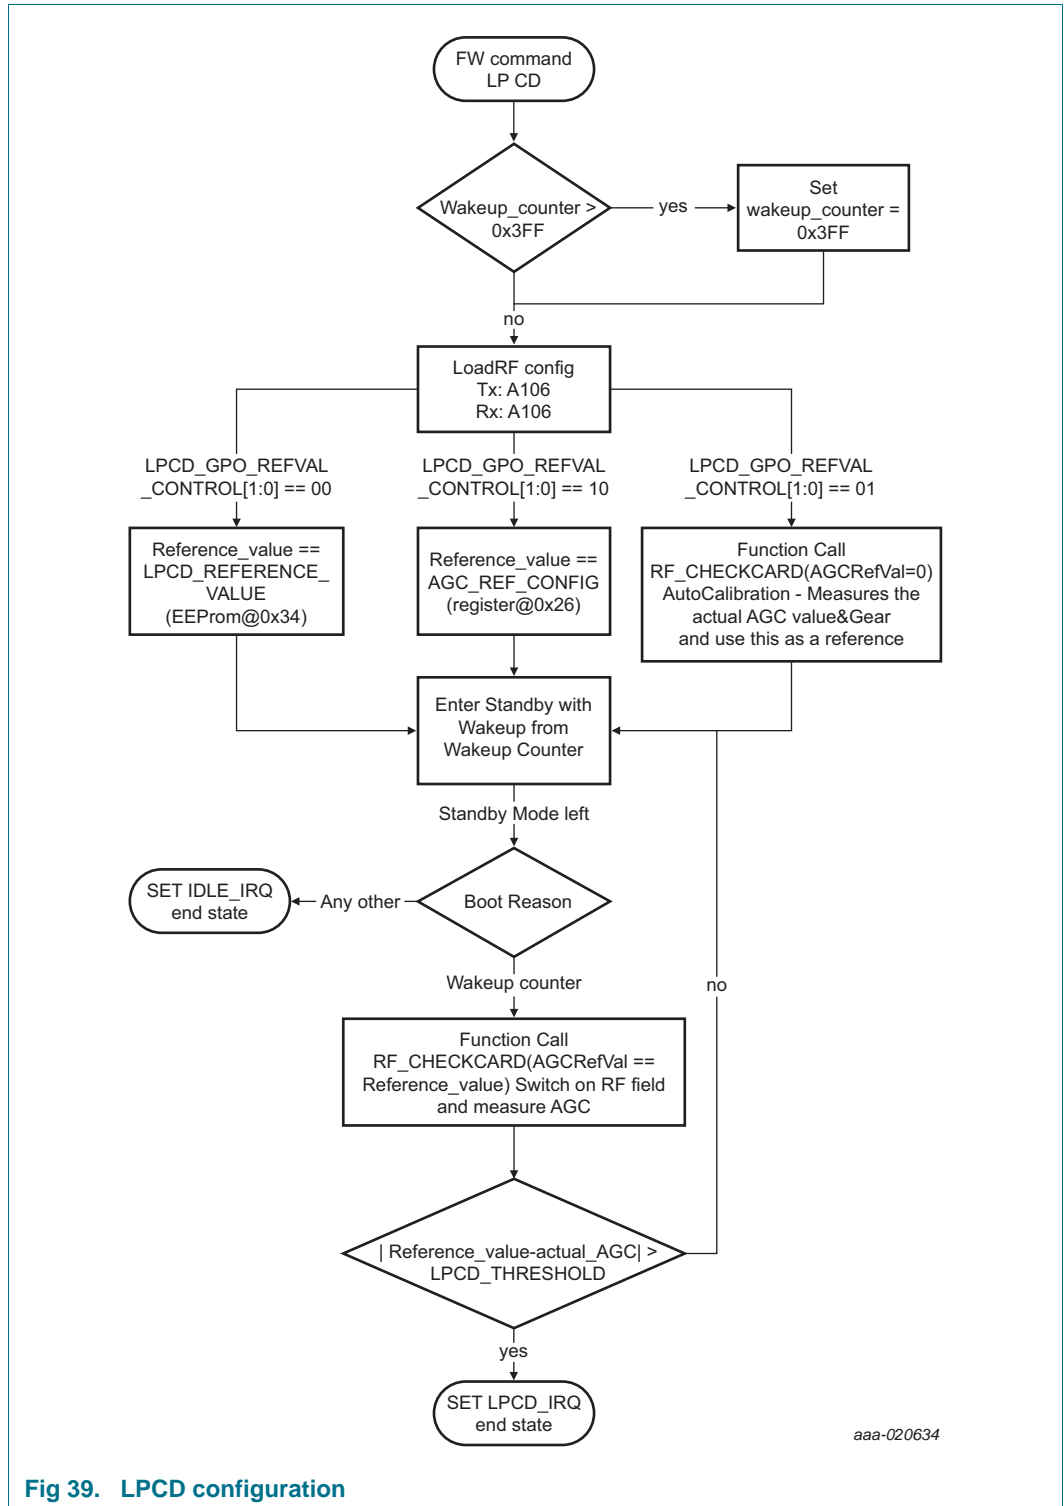 FW command
LP CD
Wakeup_counter >
0x3FF
yes
Set
wakeup_counter =
0x3FF
no
LoadRF config
Tx: A106
Rx: A106
LPCD_GPO_REFVAL
_CONTROL[1:0] == 00
LPCD_GPO_REFVAL
_CONTROL[1:0] == 10
LPCD_GPO_REFVAL
_CONTROL[1:0] == 01
Reference_value ==
LPCD_REFERENCE_
VALUE
(EEProm@0x34)
Reference_value ==
AGC_REF_CONFIG
(register@0x26)
Function Call
RF_CHECKCARD(AGCRefVal=0)
AutoCalibration - Measures the
actual AGC value&Gear
and use this as a reference
Enter Standby with
Wakeup from
Wakeup Counter
Standby Mode left
SET IDLE_IRQ
end state
Any other
Boot Reason
Wakeup counter
no
Function Call
RF_CHECKCARD(AGCRefVal ==
Reference_value) Switch on RF field
and measure AGC
| Reference_value-actual_AGC| >
LPCD_THRESHOLD
yes
SET LPCD_IRQ
end state
aaa-020634
Fig 39. LPCD configuration